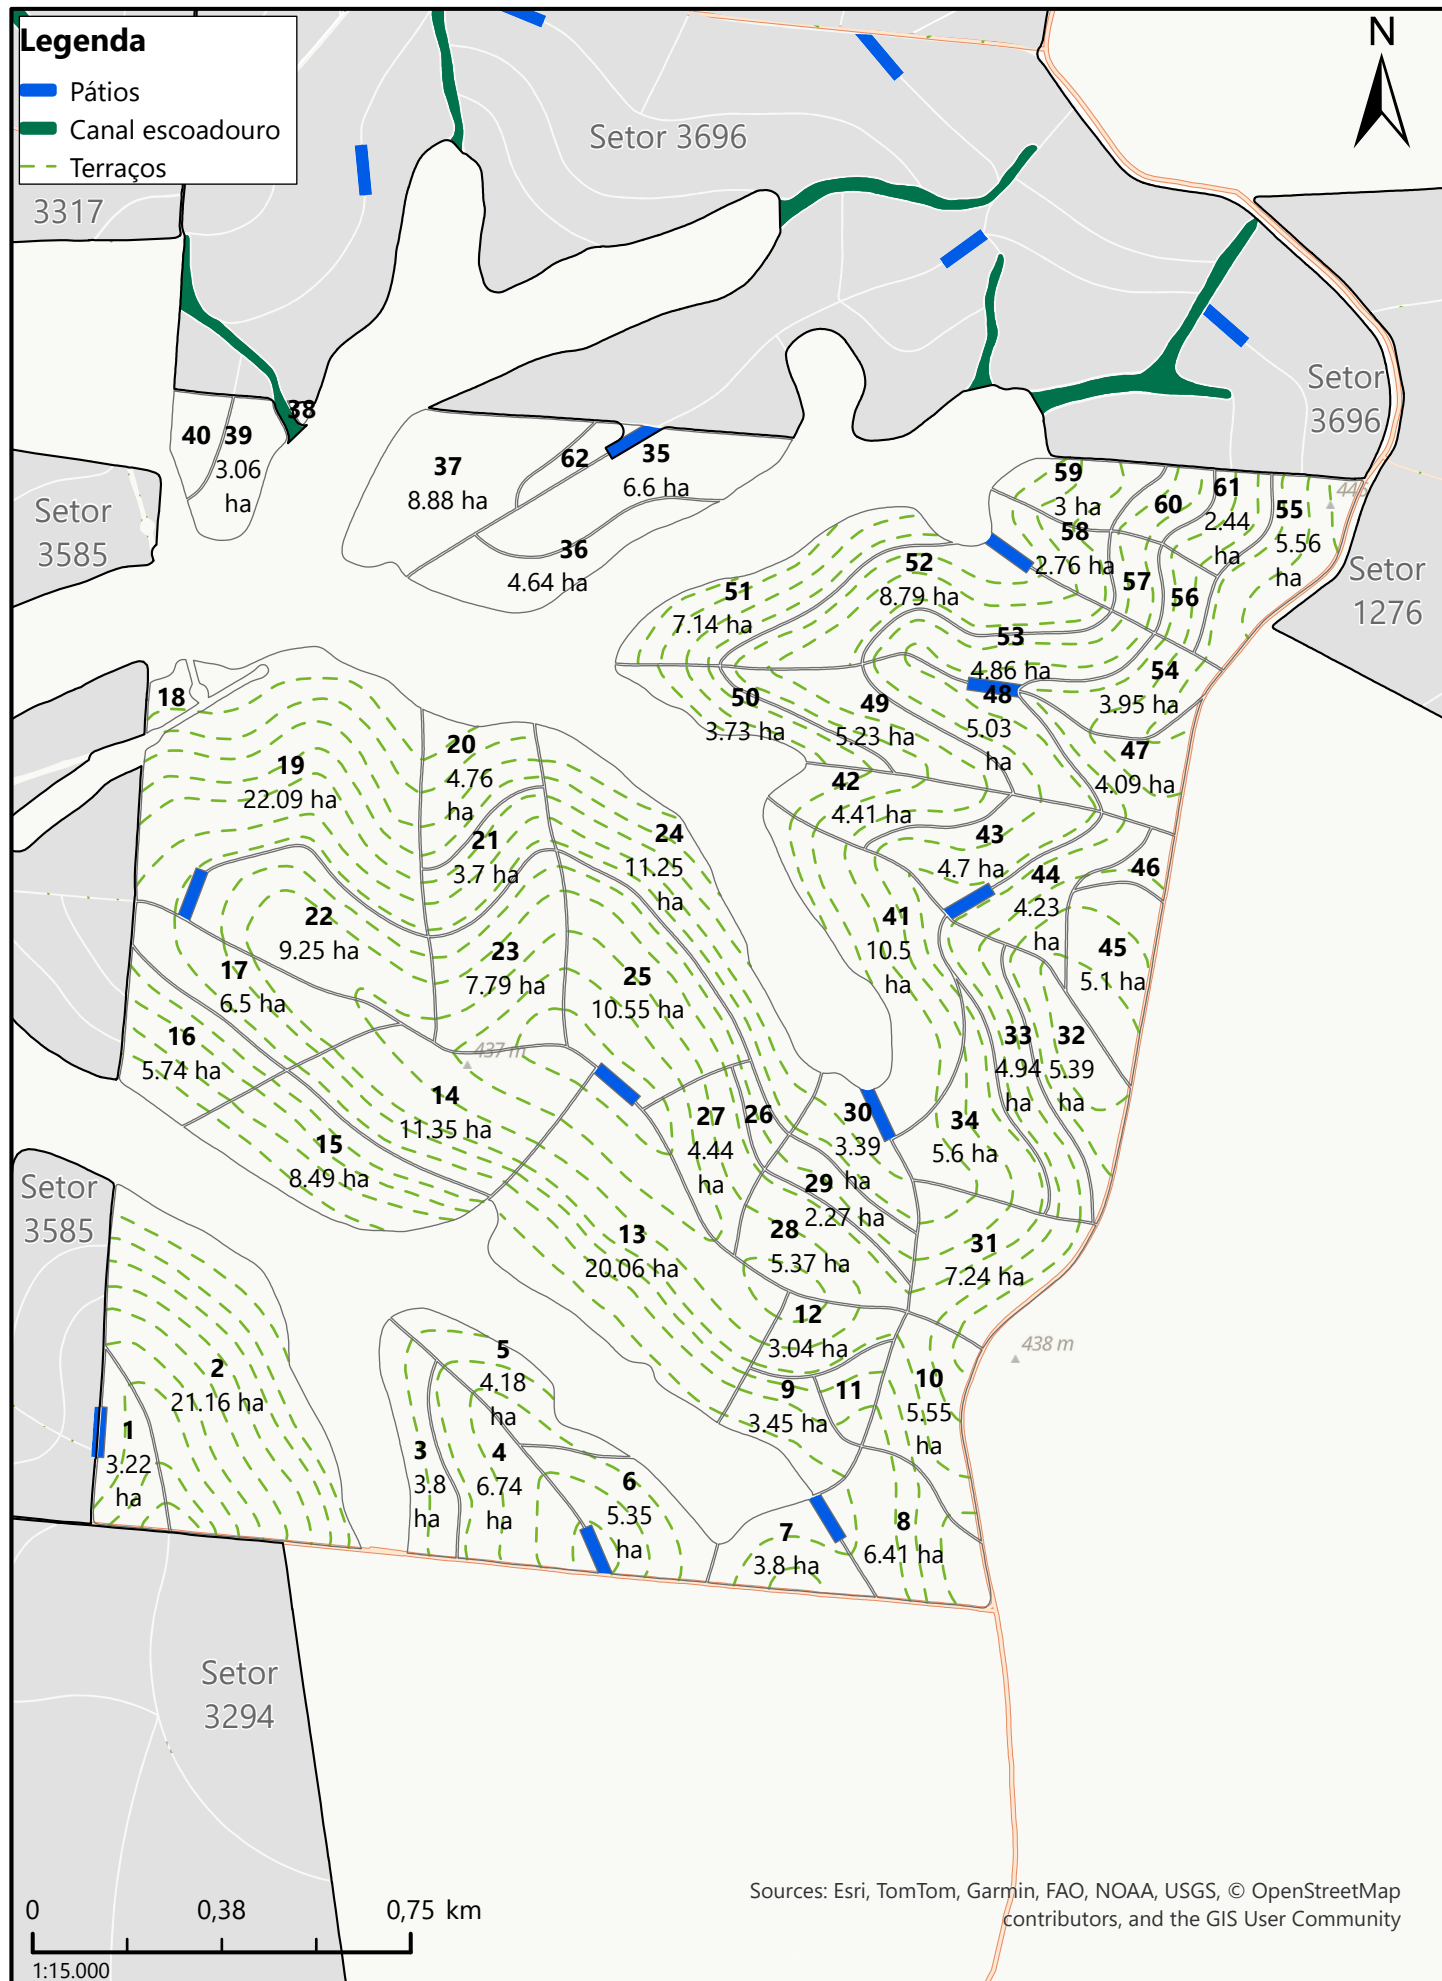 Legenda
Pátios
Canal escoadouro
Terraços
N
Setor 3696
3317
Setor
3696
38
40
39
3.06
ha
37
8.88 ha
62
35
6.6 ha
36
4.64 ha
Setor
3585
59
3 ha
60
61
2.44
ha
55
5.56
ha
58
2.76 ha
57
56
Setor
1276
52
8.79 ha
51
7.14 ha
53
4.86 ha
54
3.95 ha
48
5.03
ha
50
3.73 ha
49
5.23 ha
47
4.09 ha
18
19
22.09 ha
20
4.76
ha
21
3.7 ha
24
11.25
ha
42
4.41 ha
43
4.7 ha
44
4.23
ha
46
22
9.25 ha
23
7.79 ha
25
10.55 ha
41
10.5
ha
45
5.1 ha
17
6.5 ha
16
5.74 ha
437 m
33
4.94
ha
32
5.39
ha
14
11.35 ha
15
8.49 ha
27
4.44
ha
26
30
3.39
ha
34
5.6 ha
29
2.27 ha
28
5.37 ha
31
7.24 ha
Setor
3585
13
20.06 ha
12
3.04 ha
438 m
2
21.16 ha
1
3.22
ha
5
4.18
ha
9
3.45 ha
11
10
5.55
ha
3
3.8
ha
4
6.74
ha
6
5.35
ha
7
3.8 ha
8
6.41 ha
Setor
3294
Sources: Esri, TomTom, Garmin, FAO, NOAA, USGS, © OpenStreetMap
contributors, and the GIS User Community
0 0,38 0,75 km
1:15.000